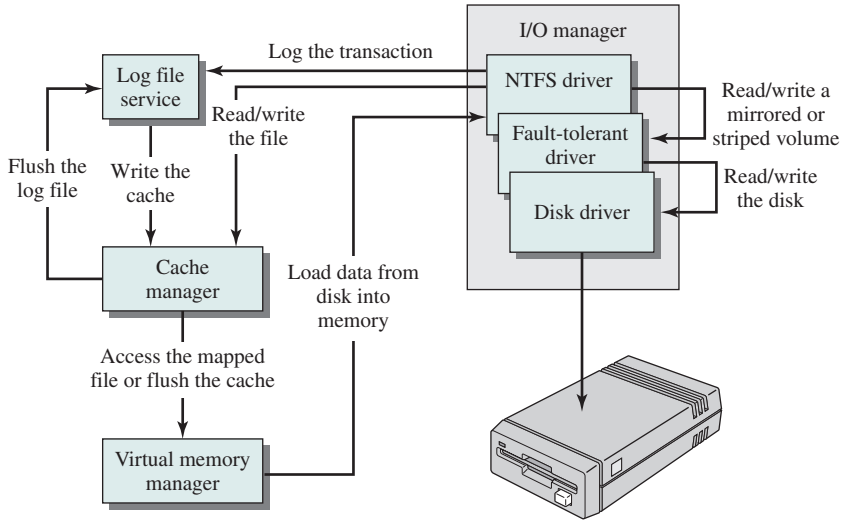 I/O manager
Log the transaction
Log file
service
NTFS driver
Read/write a
mirrored or
striped volume
Read/write
the file
Fault-tolerant
driver
Flush the
log file
Write the
cache
Read/write
the disk
Disk driver
Cache
manager
Load data from
disk into
memory
Access the mapped
file or flush the cache
Virtual memory
manager